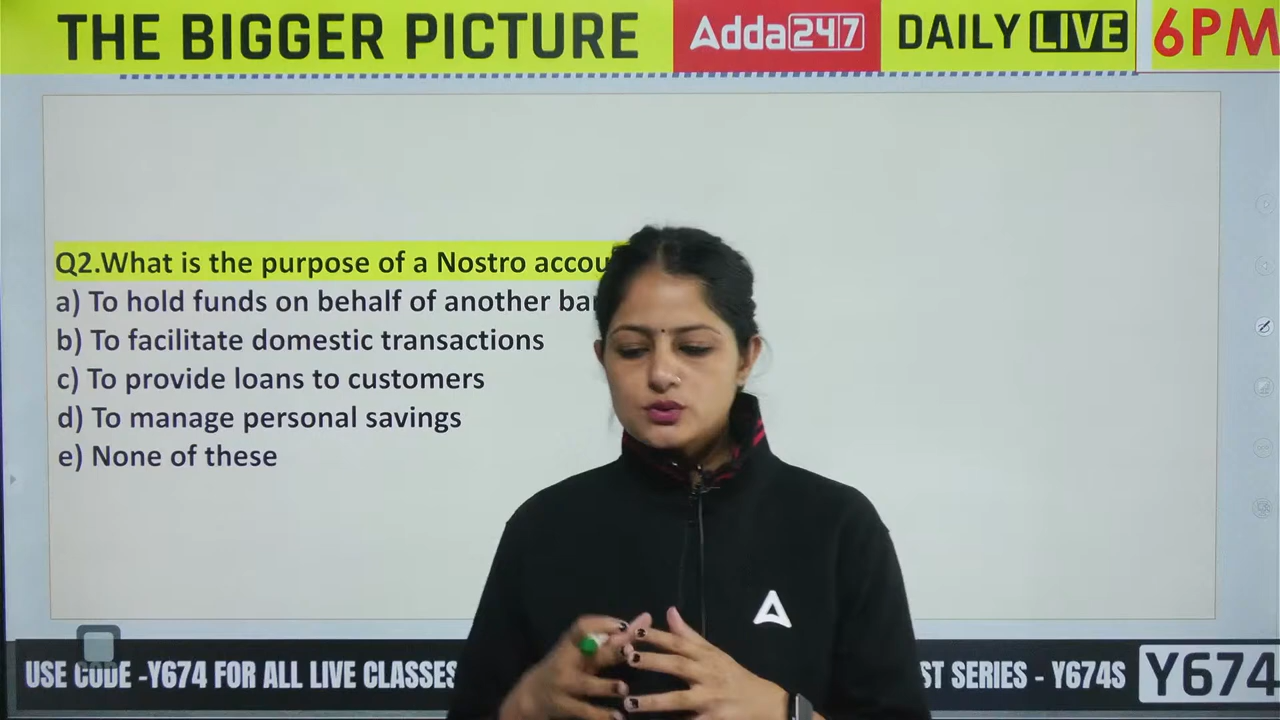 THE BIGGER PICTURE
Adda247
DAILY LIVE
6PM
Q2.What is the purpose of a Nostro
a) To hold funds on behalf of another
b) To facilitate domestic transactions
c) To provide loans to customers
d) To manage personal savings
e) None of these
USE CODE -Y674 FOR ALL LIVE CLASSES
SERIES - Y674S
Y674